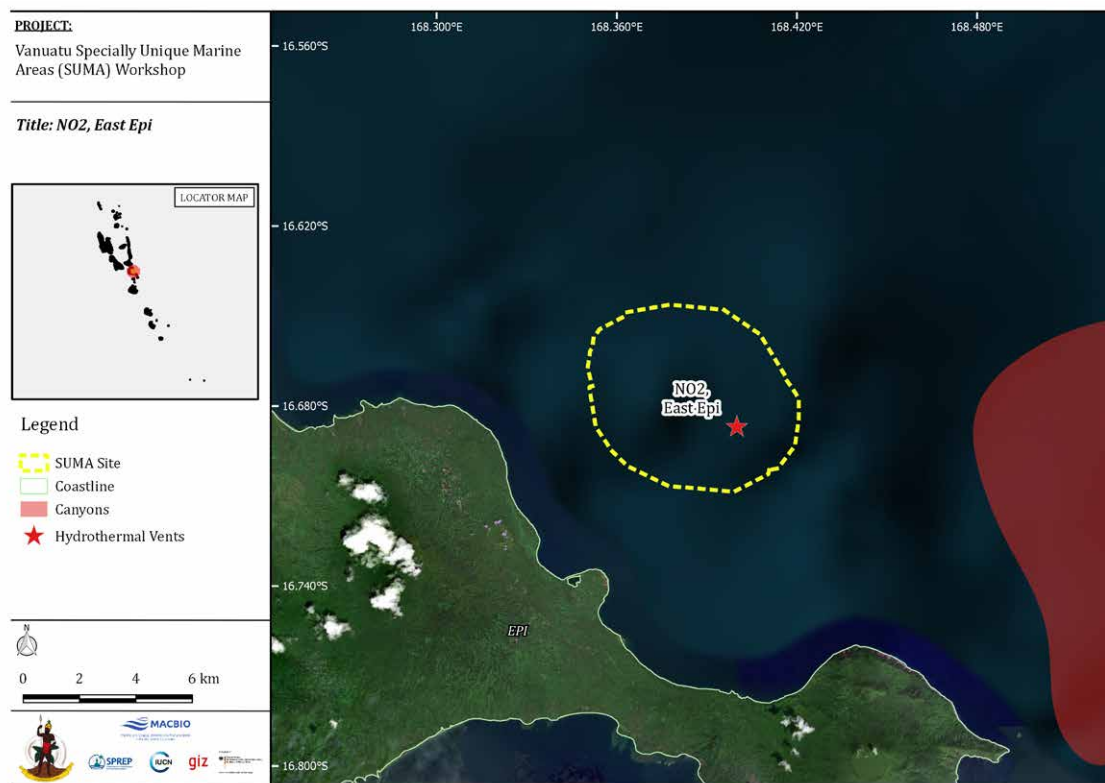 PROJECT:
Vanuatu Specially Unique Marine
Areas (SUMA) Workshop
Title: NO2, East Epi
LOCATOR MAP
Legend
SUMA Site
Coastline
Canyons
Hydrothermal Vents
N
0 2 4 6 km
MACBIO
SPREP
IUCN
giz
168.300°E 168.360°E 168.420°E 168.480°E
16.560°S
16.620°S
16.680°S
16.740°S
16.800°S
NO2,
East Epi
EPI